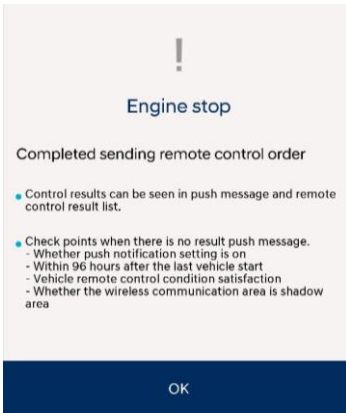 !
Engine stop
Completed sending remote control order
Control results can be seen in push message and remote
control result list.
Check points when there is no result push message.
- Whether push notification setting is on
- Within 96 hours after the last vehicle start
- Vehicle remote control condition satisfaction
- Whether the wireless communication area is shadow
area
OK